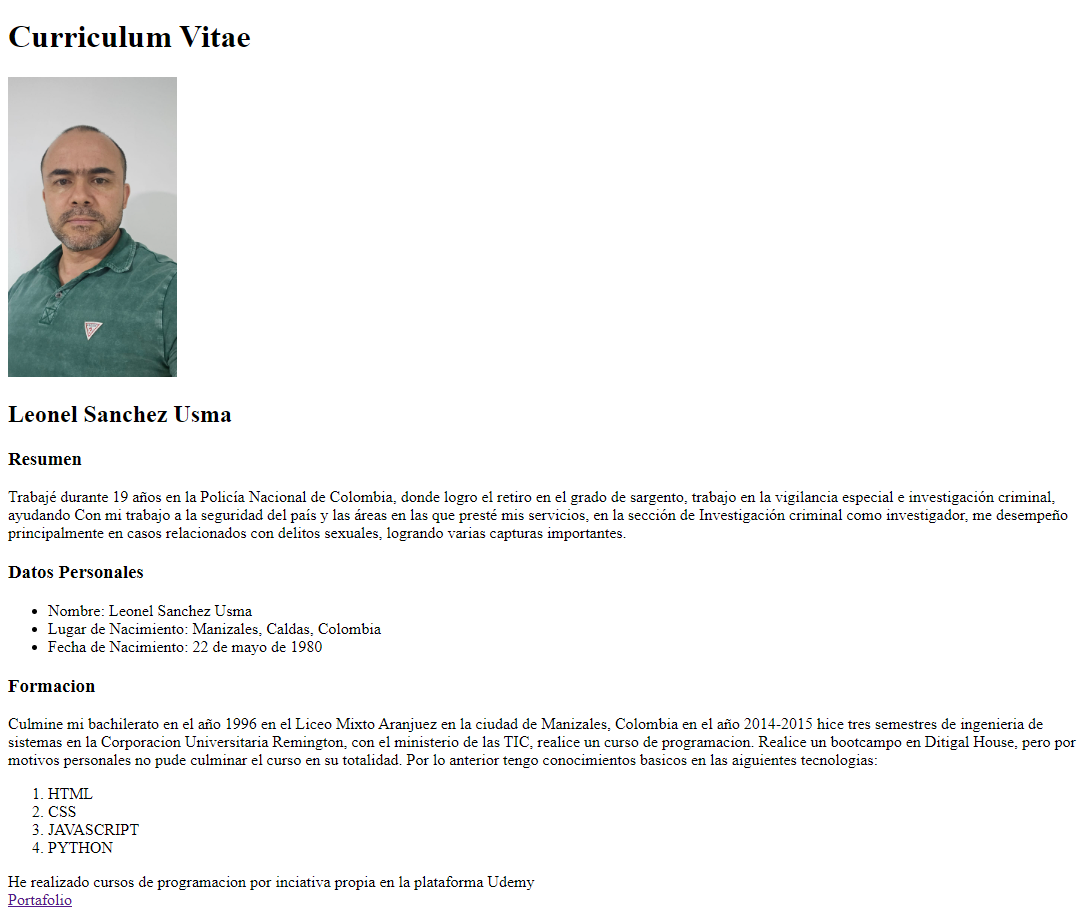 Curriculum Vitae
Leonel Sanchez Usma
Resumen
Trabajé durante 19 años en la Policía Nacional de Colombia, donde logro el retiro en el grado de sargento, trabajo en la vigilancia especial e investigación criminal,
ayudando Con mi trabajo a la seguridad del país y las áreas en las que presté mis servicios, en la sección de Investigación criminal como investigador, me desempeño
principalmente en casos relacionados con delitos sexuales, logrando varias capturas importantes.
Datos Personales
• Nombre: Leonel Sanchez Usma
• Lugar de Nacimiento: Manizales, Caldas, Colombia
• Fecha de Nacimiento: 22 de mayo de 1980
Formacion
Culmine mi bachilerato en el año 1996 en el Liceo Mixto Aranjuez en la ciudad de Manizales, Colombia en el año 2014-2015 hice tres semestres de ingenieria de
sistemas en la Corporacion Universitaria Remington, con el ministerio de las TIC, realice un curso de programacion. Realice un bootcampo en Ditigal House, pero por
motivos personales no pude culminar el curso en su totalidad. Por lo anterior tengo conocimientos basicos en las aiguientes tecnologias:
1. HTML
2. CSS
3. JAVASCRIPT
4. PYTHON
He realizado cursos de programacion por inciativa propia en la plataforma Udemy
Portafolio